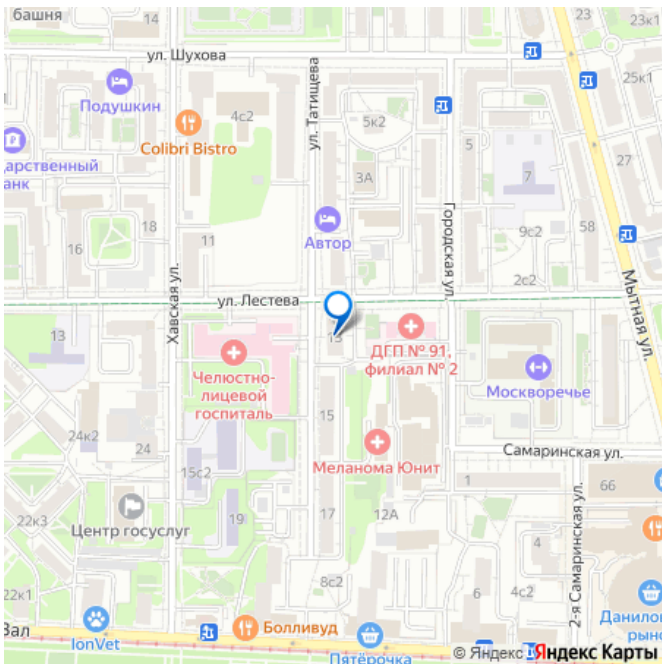 башня
14
23
23к1
ул. Шухова
Подушкин
4с2
ул. Татищева
25к1
5к2
Colibri Bistro
5
27
дарственный
анк
3А
7
18
Городская ул.
16
11
Автор
9с2
58
2с2
Мытная ул.
ул. Лестева
Хавская ул.
13
13
ДГП № 91,
филиал № 2
Челюстно-
лицевой
госпиталь
Москворечье
15
24к2
24
Меланома Юнит
Самаринская ул.
15с2
1
66
22к3
Центр госуслуг
19
17
12А
2-я Самаринская ул.
4
8с2
22к1
6
4с2
Данилов
рыно
Вал
IonVet
Болливуд
Пятёрочка
© Яндекс
Яндекс Карты